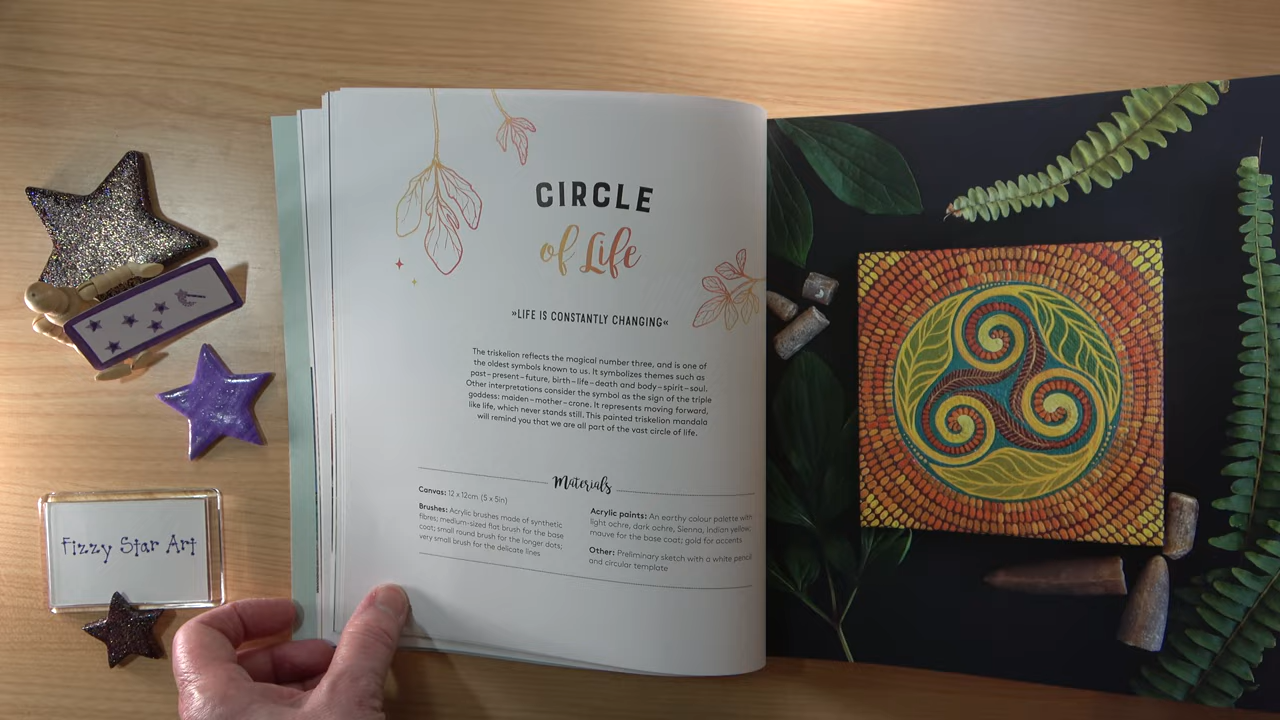 CIRCLE
of Life
»LIFE IS CONSTANTLY CHANGING«
The triskelion reflects the magical number three, and is one of
the oldest symbols known to us. It symbolizes themes such as
past–present–future, birth–life–death and body–spirit–soul.
Other interpretations consider the symbol as the sign of the triple
goddess: maiden–mother–crone. It represents moving forward,
like life, which never stands still. This painted triskelion mandala
will remind you that we are all part of the vast circle of life.
Materials
Canvas: 12 x 12cm (5 x 5in)
Brushes: Acrylic brushes made of synthetic
fibres; medium-sized flat brush for the base
coat; small round brush for the longer dots;
very small brush for the delicate lines
Acrylic paints: An earthy colour palette with
light ochre, dark ochre, Sienna, Indian yellow;
mauve for the base coat; gold for accents
Other: Preliminary sketch with a white pencil
and circular template
Fizzy Star Art